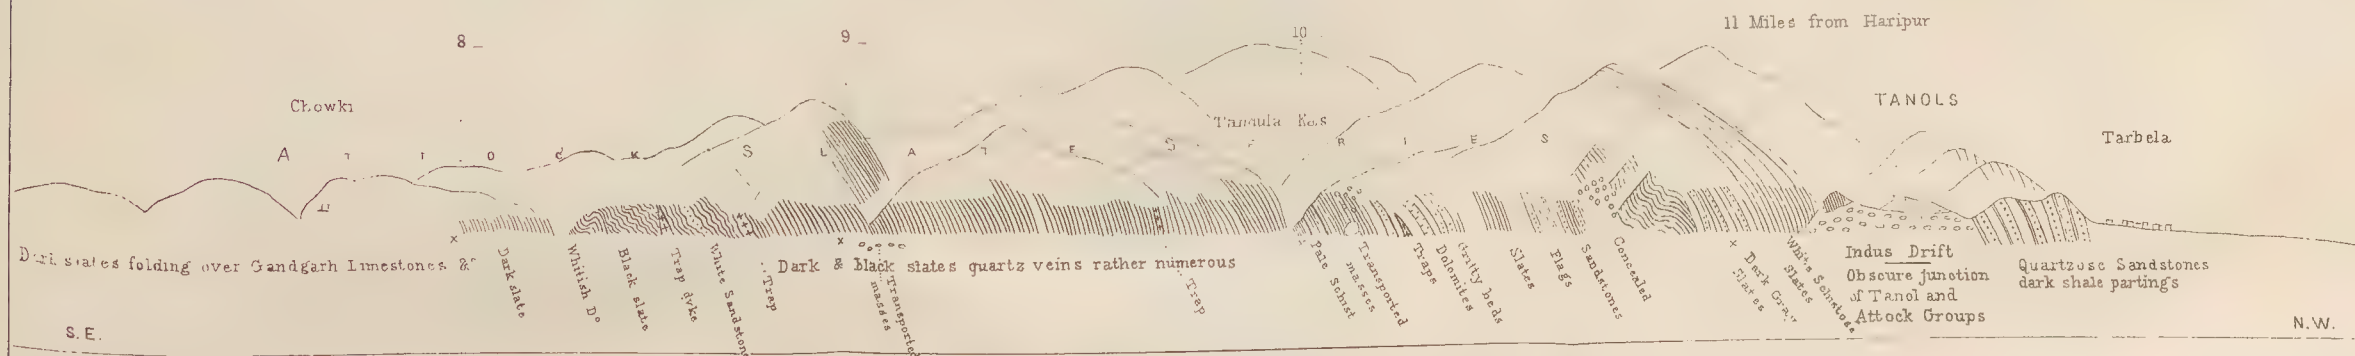 11 Miles from Haripur
8
9
10
Chowki
TANOLS
Tarbela
ATTOCK SLATES SERIES
Dark slates folding over Gandgarh Limestones &c
Dark slate
Whitish Do
Black slate
Trap dyke
White Sandstone
Trap
Dark & black slates quartz veins rather numerous
Transported
masses
Trap
Pale Schist
Transported
masses
Traps
Dolomites
Gritty beds
Slates
Flags
Sandstones
Concealed
Dark Gray
Slates
White Schistose
Slates
Indus Drift
Obscure junction
of Tanol and
Attock Groups
Quartzose Sandstones
dark shale partings
S.E.
N.W.